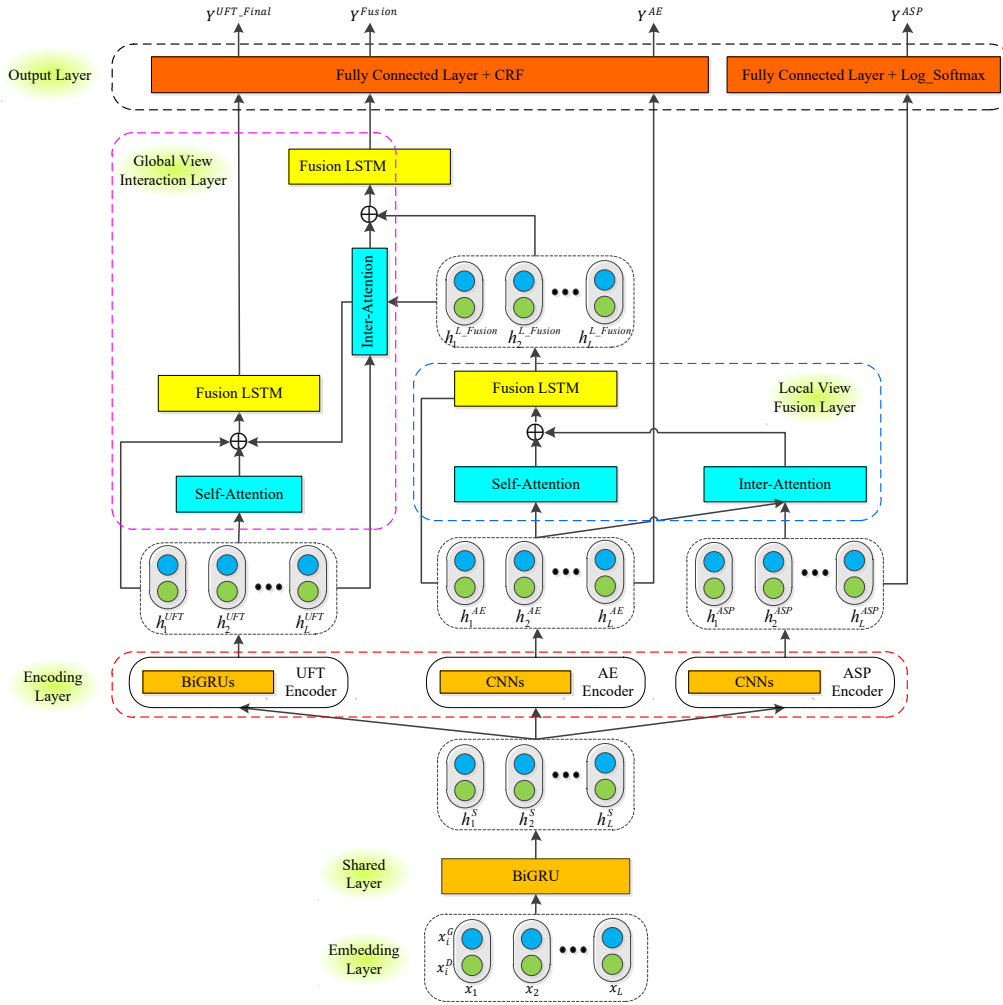 Y^{UFT_Final} Y^{Fusion} Y^{AE} Y^{ASP}
Output Layer
Fully Connected Layer + CRF
Fully Connected Layer + Log_Softmax
Global View
Interaction Layer
Fusion LSTM
Inter-Attention
h_1^{L_Fusion} h_2^{L_Fusion} h_L^{L_Fusion}
Fusion LSTM
Fusion LSTM
Local View
Fusion Layer
Self-Attention
Self-Attention
Inter-Attention
h_1^{UFT} h_2^{UFT} h_L^{UFT}
h_1^{AE} h_2^{AE} h_L^{AE}
h_1^{ASP} h_2^{ASP} h_L^{ASP}
Encoding
Layer
BiGRUs
UFT
Encoder
CNNs
AE
Encoder
CNNs
ASP
Encoder
h_1^S h_2^S h_L^S
Shared
Layer
BiGRU
Embedding
Layer
x_i^G
x_i^D
x_1 x_2 x_L